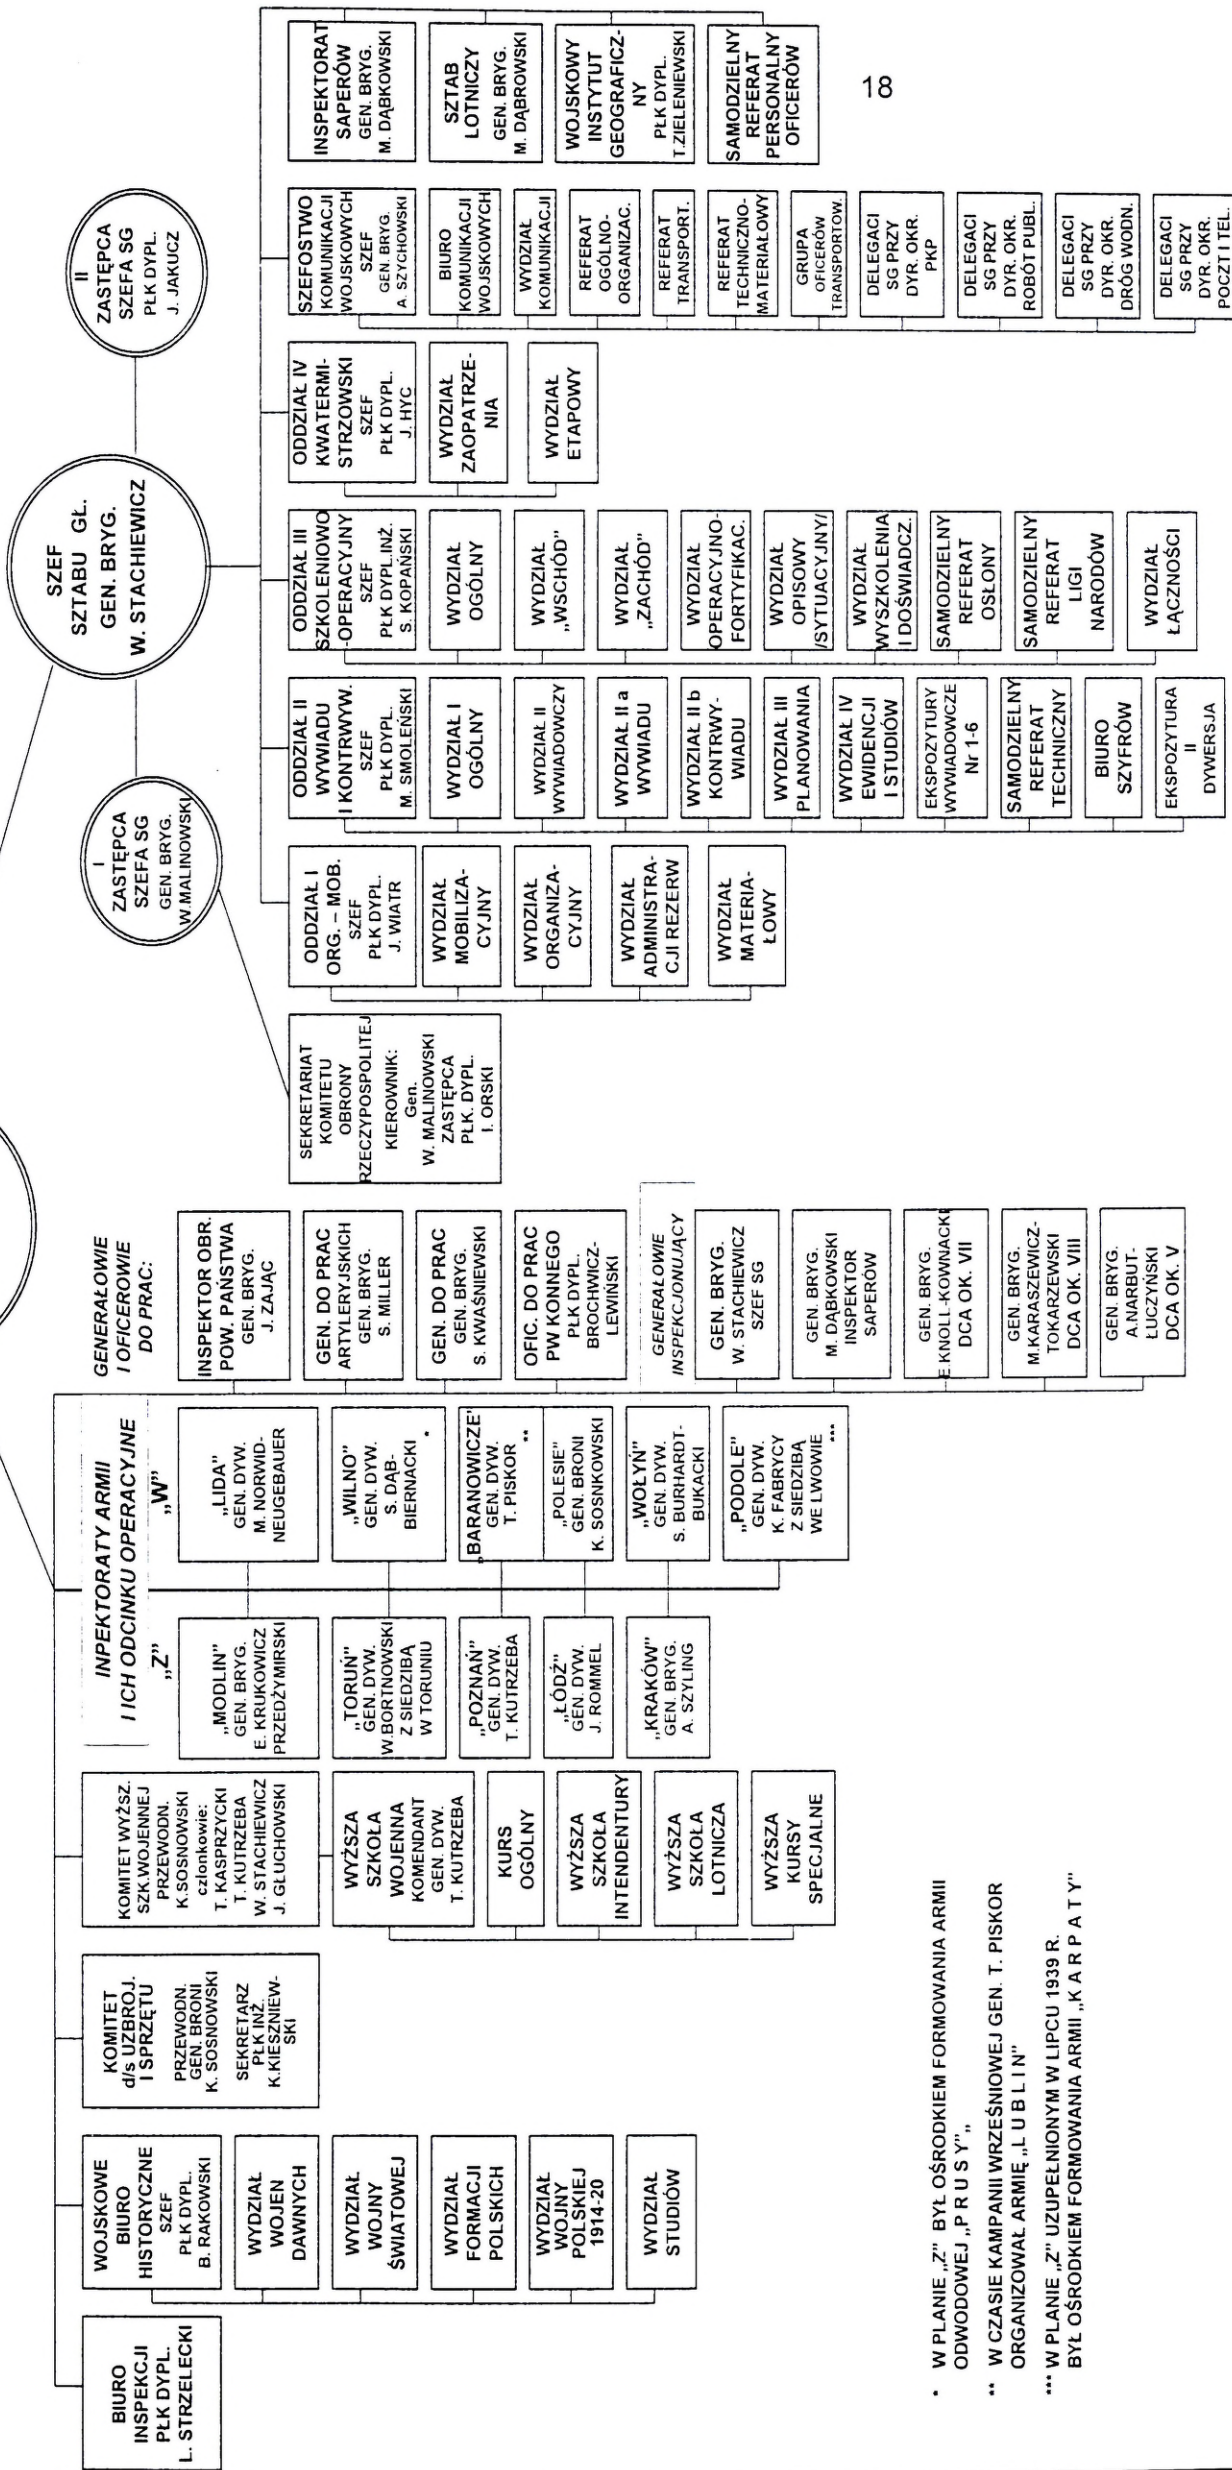 BIURO
INSPEKCJI
PŁK DYPL.
L. STRZELECKI
WOJSKOWE
BIURO
HISTORYCZNE
SZEF
PŁK DYPL.
B. RAKOWSKI
WYDZIAŁ
WOJEN
DAWNYCH
WYDZIAŁ
WOJNY
ŚWIATOWEJ
WYDZIAŁ
FORMACJI
POLSKICH
WYDZIAŁ
WOJNY
POLSKIEJ
1914-20
WYDZIAŁ
STUDIÓW
KOMITET
d/s UZBROJ.
I SPRZĘTU
PRZEWODN.
GEN. BRONI
K. SOSNOWSKI
SEKRETARZ
PŁK INŻ.
K.KIESZNIEW-
SKI
KOMITET WYŻSZ.
SZK.WOJENNEJ
PRZEWODN.
K.SOSNOWSKI
członkowie:
T. KASPRZYCKI
T. KUTRZEBA
W. STACHIEWICZ
J. GŁUCHOWSKI
WYŻSZA
SZKOŁA
WOJENNA
KOMENDANT
GEN. DYW.
T. KUTRZEBA
KURS
OGÓLNY
WYŻSZA
SZKOŁA
INTENDENTURY
WYŻSZA
SZKOŁA
LOTNICZA
WYŻSZA
KURSY
SPECJALNE
INPEKTORATY ARMII
I ICH ODCINKU OPERACYJNE
„Z”
„W”
„MODLIN”
GEN. BRYG.
E. KRUKOWICZ
PRZEDŻYMIRSKI
„TORUŃ”
GEN. DYW.
W.BORTNOWSKI
Z SIEDZIBĄ
W TORUNIU
„POZNAŃ”
GEN. DYW.
T. KUTRZEBA
„ŁÓDŹ”
GEN. DYW.
J. ROMMEL
„KRAKÓW”
GEN. BRYG.
A. SZYLING
„LIDA”
GEN. DYW.
M. NORWID-
NEUGEBAUER
„WILNO”
GEN. DYW.
S. DĄB-
BIERNACKI
*
„BARANOWICZE”
GEN. DYW.
T. PISKOR
**
„POLESIE”
GEN. BRONI
K. SOSNKOWSKI
„WOŁYŃ”
GEN. DYW.
S. BURHARDT-
BUKACKI
„PODOLE”
GEN. DYW.
K. FABRYCY
Z SIEDZIBĄ
WE LWOWIE
***
GENERAŁOWIE
I OFICEROWIE
DO PRAC:
INSPEKTOR OBR.
POW. PAŃSTWA
GEN. BRYG.
J. ZAJĄC
GEN. DO PRAC
ARTYLERYJSKICH
GEN. BRYG.
S. MILLER
GEN. DO PRAC
GEN. BRYG.
S. KWAŚNIEWSKI
OFIC. DO PRAC
PW KONNEGO
PŁK DYPL.
BROCHWICZ-
LEWIŃSKI
GENERAŁOWIE
INSPEKCJONUJĄCY
GEN. BRYG.
W. STACHIEWICZ
SZEF SG
GEN. BRYG.
M. DĄBKOWSKI
INSPEKTOR
SAPERÓW
GEN. BRYG.
E.KNOLL-KOWNACKI
DCA OK. VII
GEN. BRYG.
M.KARASZEWICZ-
TOKARZEWSKI
DCA OK. VIII
GEN. BRYG.
A.NARBUT-
ŁUCZYŃSKI
DCA OK. V
SZEF
SZTABU GŁ.
GEN. BRYG.
W. STACHIEWICZ
I
ZASTĘPCA
SZEFA SG
GEN. BRYG.
W.MALINOWSKI
II
ZASTĘPCA
SZEFA SG
PŁK DYPL.
J. JAKUCZ
SEKRETARIAT
KOMITETU
OBRONY
RZECZYPOSPOLITEJ
KIEROWNIK:
Gen.
W. MALINOWSKI
ZASTĘPCA
PŁK. DYPL.
I. ORSKI
ODDZIAŁ I
ORG. – MOB.
SZEF
PŁK DYPL.
J. WIATR
WYDZIAŁ
MOBILIZA-
CYJNY
WYDZIAŁ
ORGANIZA-
CYJNY
WYDZIAŁ
ADMINISTRA-
CJI REZERW
WYDZIAŁ
MATERIA-
ŁOWY
ODDZIAŁ II
WYWIADU
I KONTRWYW.
SZEF
PŁK DYPL.
M. SMOLEŃSKI
WYDZIAŁ I
OGÓLNY
WYDZIAŁ II
WYWIADOWCZY
WYDZIAŁ II a
WYWIADU
WYDZIAŁ II b
KONTRWY-
WIADU
WYDZIAŁ III
PLANOWANIA
WYDZIAŁ IV
EWIDENCJI
I STUDIÓW
EKSPOZYTURY
WYWIADOWCZE
Nr 1-6
SAMODZIELNY
REFERAT
TECHNICZNY
BIURO
SZYFRÓW
EKSPOZYTURA
II
DYWERSJA
ODDZIAŁ III
SZKOLENIOWO
-OPERACYJNY
SZEF
PŁK DYPL.INŻ.
S. KOPAŃSKI
WYDZIAŁ
OGÓLNY
WYDZIAŁ
„WSCHÓD”
WYDZIAŁ
„ZACHÓD”
WYDZIAŁ
OPERACYJNO-
FORTYFIKAC.
WYDZIAŁ
OPISOWY
/SYTUACYJNY/
WYDZIAŁ
WYSZKOLENIA
I DOŚWIADCZ.
SAMODZIELNY
REFERAT
OSŁONY
SAMODZIELNY
REFERAT
LIGI
NARODÓW
WYDZIAŁ
ŁĄCZNOŚCI
ODDZIAŁ IV
KWATERMI-
STRZOWSKI
SZEF
PŁK DYPL.
J. HYC
WYDZIAŁ
ZAOPATRZE-
NIA
WYDZIAŁ
ETAPOWY
SZEFOSTWO
KOMUNIKACJI
WOJSKOWYCH
SZEF
GEN. BRYG.
A. SZYCHOWSKI
BIURO
KOMUNIKACJI
WOJSKOWYCH
WYDZIAŁ
KOMUNIKACJI
REFERAT
OGÓLNO-
ORGANIZAC.
REFERAT
TRANSPORT.
REFERAT
TECHNICZNO-
MATERIAŁOWY
GRUPA
OFICERÓW
TRANSPORTOW.
DELEGACI
SG PRZY
DYR. OKR.
PKP
DELEGACI
SG PRZY
DYR. OKR.
ROBÓT PUBL.
DELEGACI
SG PRZY
DYR. OKR.
DRÓG WODN.
DELEGACI
SG PRZY
DYR. OKR.
POCZT I TEL.
INSPEKTORAT
SAPERÓW
GEN. BRYG.
M. DĄBKOWSKI
SZTAB
LOTNICZY
GEN. BRYG.
M. DĄBROWSKI
WOJSKOWY
INSTYTUT
GEOGRAFICZ-
NY
PŁK DYPL.
T.ZIELENIEWSKI
SAMODZIELNY
REFERAT
PERSONALNY
OFICERÓW
* W PLANIE „Z” BYŁ OŚRODKIEM FORMOWANIA ARMII
ODWODOWEJ „P R U S Y”„
** W CZASIE KAMPANII WRZEŚNIOWEJ GEN. T. PISKOR
ORGANIZOWAŁ ARMIĘ „L U B L I N”
*** W PLANIE „Z” UZUPEŁNIONYM W LIPCU 1939 R.
BYŁ OŚRODKIEM FORMOWANIA ARMII „K A R P A T Y”
18